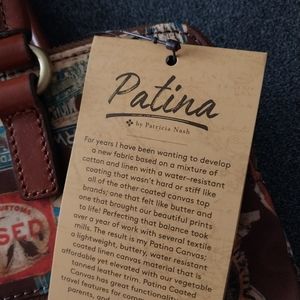 Patina
by Patricia Nash
For years I have been wanting to develop
a new fabric based on a mixture of
cotton and linen with a water-resistant
coating that wasn't hard or stiff like
all of the other coated canvas top
brands; one that felt like butter and
one that brought our beautiful prints
to life! Perfecting that balance took
over a year of work with several textile
mills. The result is my Patina Canvas;
a lightweight, buttery, water resistant
coated linen canvas material that is
affordable yet elevated with our vegetable
tanned leather trim. Patina Coated
Canvas has great functionality
travel features for
parents, and
CUSTOMS
SED